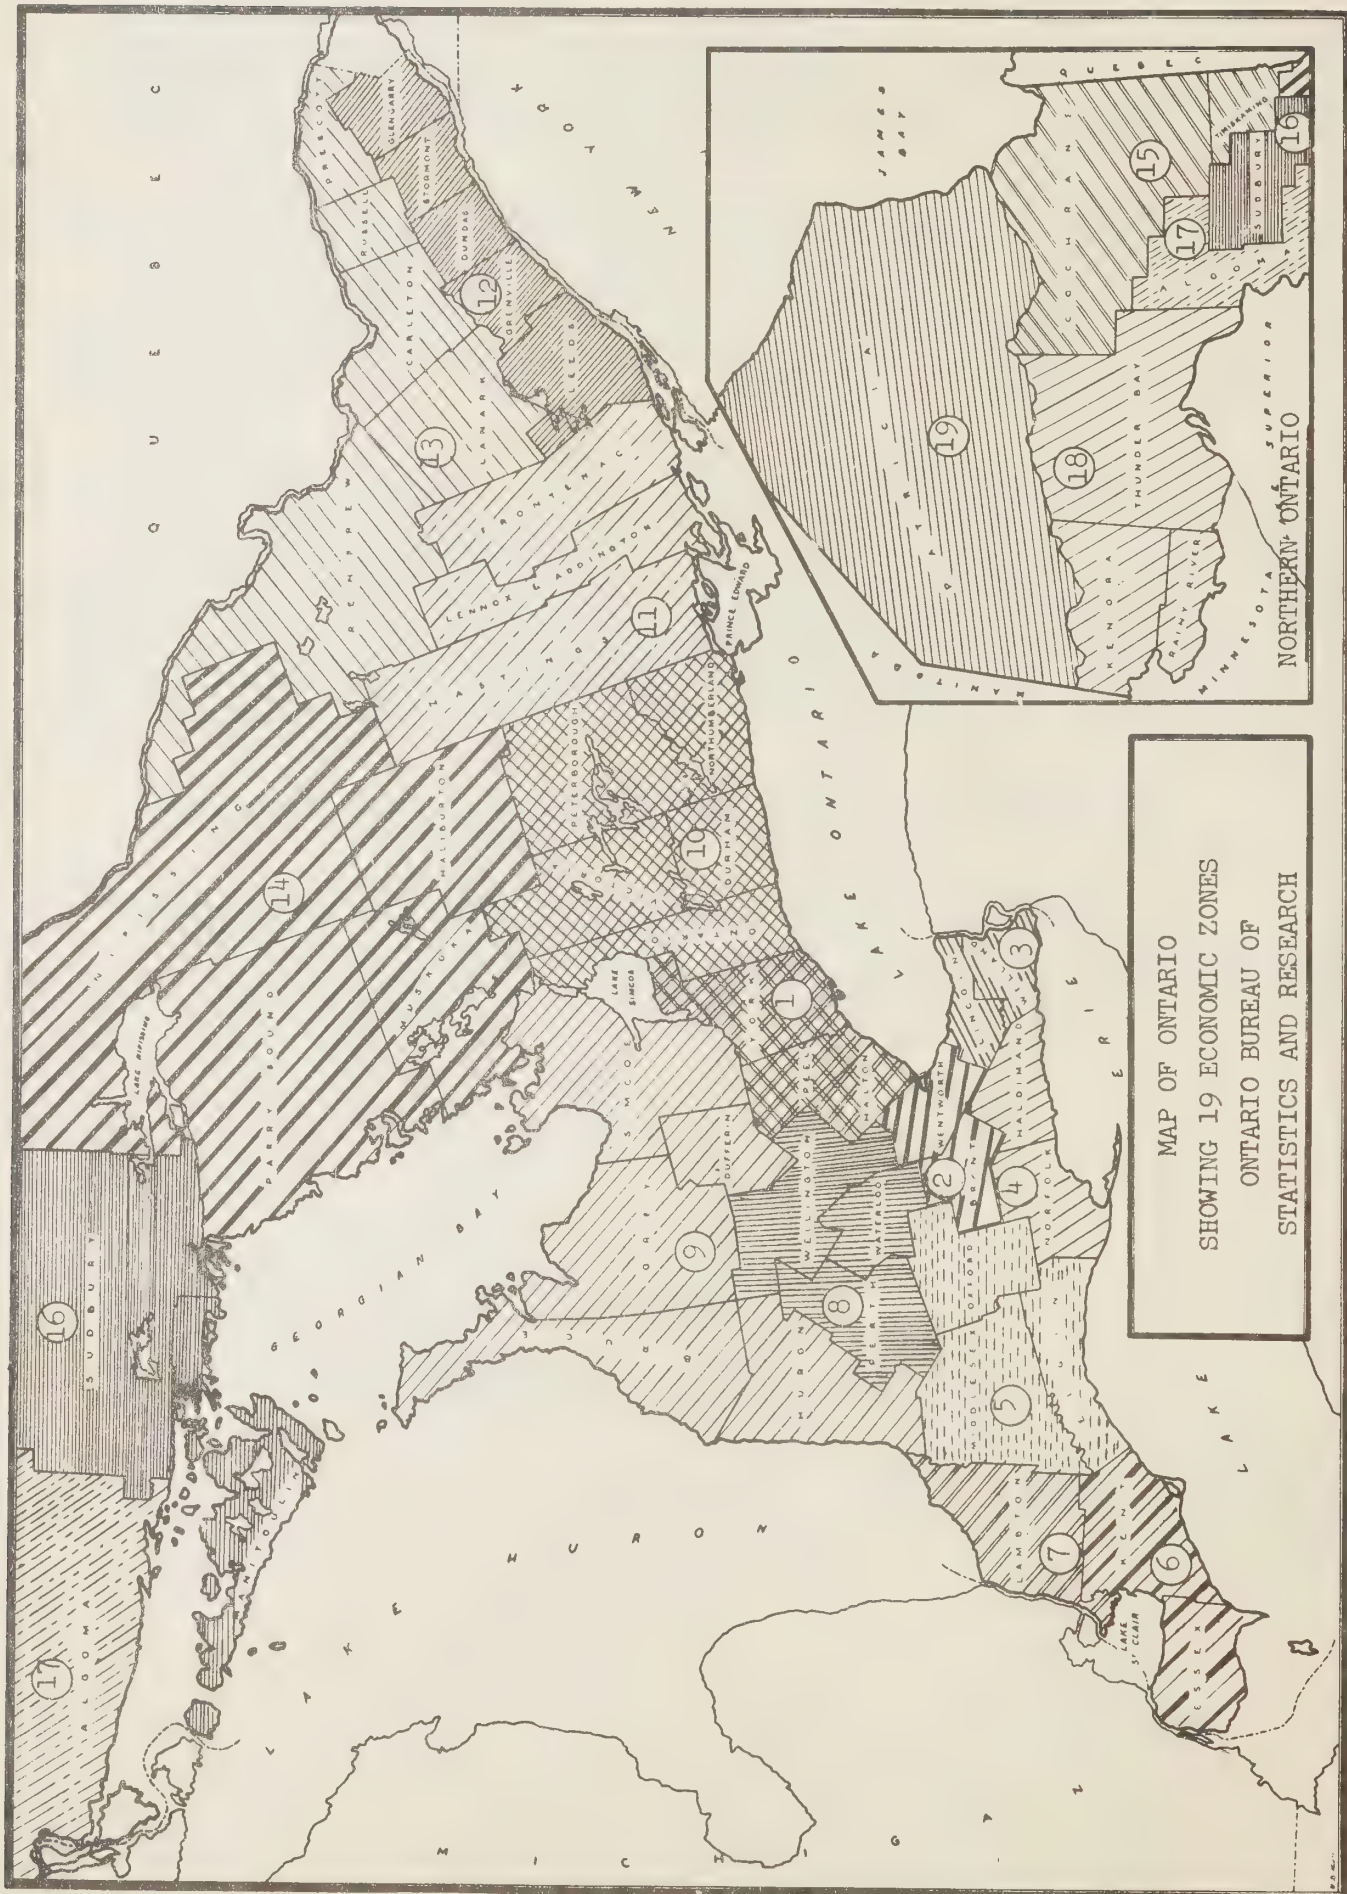 MAP OF ONTARIO
SHOWING 19 ECONOMIC ZONES
ONTARIO BUREAU OF
STATISTICS AND RESEARCH
NORTHERN ONTARIO
QUEBEC
JAMES
BAY
PATRICIA
19
COCHRANE
15
TIMISKAMING
16
SUDBURY
17
ALGOMA
THUNDER BAY
18
KENORA
RAINY RIVER
MANITOBA
MINNESOTA
SUPERIOR
QUEBEC
NEW YORK
PRESCOTT
GLENGARRY
STORMONT
RUSSELL
DUNDAS
12
GRENVILLE
CARLETON
LEEDS
LANARK
13
RENFREW
FRONTENAC
LENNOX & ADDINGTON
HASTINGS
11
PRINCE EDWARD
NIPISSING
14
HALIBURTON
PETERBOROUGH
NORTHUMBERLAND
VICTORIA
DURHAM
10
ONTARIO
LAKE ONTARIO
MUSKOKA
PARRY SOUND
LAKE NIPISSING
LAKE
SIMCOE
YORK
1
PEEL
HALTON
LINCOLN
WELLAND
3
SIMCOE
DUFFERIN
WENTWORTH
2
BRANT
HALDIMAND
4
NORFOLK
GREY
9
WELLINGTON
WATERLOO
OXFORD
8
PERTH
BRUCE
HURON
MIDDLESEX
5
ELGIN
LAMBTON
7
KENT
6
ESSEX
LAKE
ST CLAIR
LAKE ERIE
GEORGIAN BAY
16
SUDBURY
MANITOULIN
17
ALGOMA
LAKE HURON
MICHIGAN